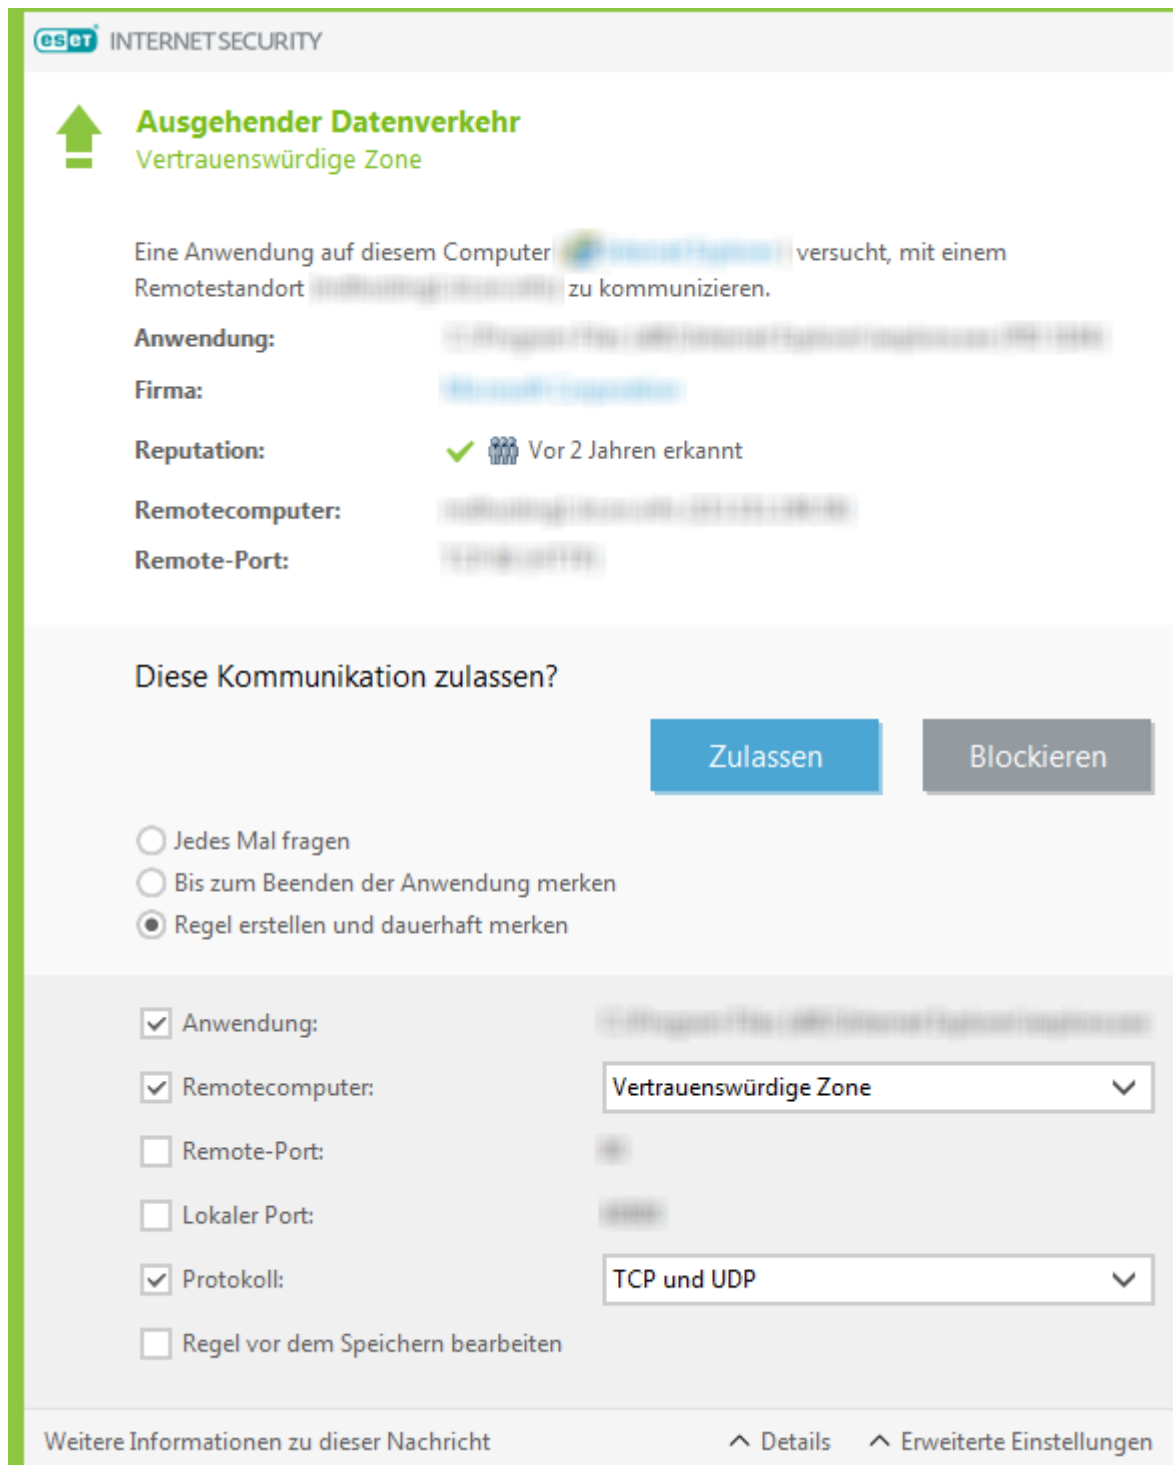 eset INTERNET SECURITY
Ausgehender Datenverkehr
Vertrauenswürdige Zone
Eine Anwendung auf diesem Computer versucht, mit einem
Remotestandort zu kommunizieren.
Anwendung:
Firma:
Reputation: Vor 2 Jahren erkannt
Remotecomputer:
Remote-Port:
Diese Kommunikation zulassen?
Zulassen Blockieren
Jedes Mal fragen
Bis zum Beenden der Anwendung merken
Regel erstellen und dauerhaft merken
Anwendung:
Remotecomputer: Vertrauenswürdige Zone
Remote-Port:
Lokaler Port:
Protokoll: TCP und UDP
Regel vor dem Speichern bearbeiten
Weitere Informationen zu dieser Nachricht Details Erweiterte Einstellungen